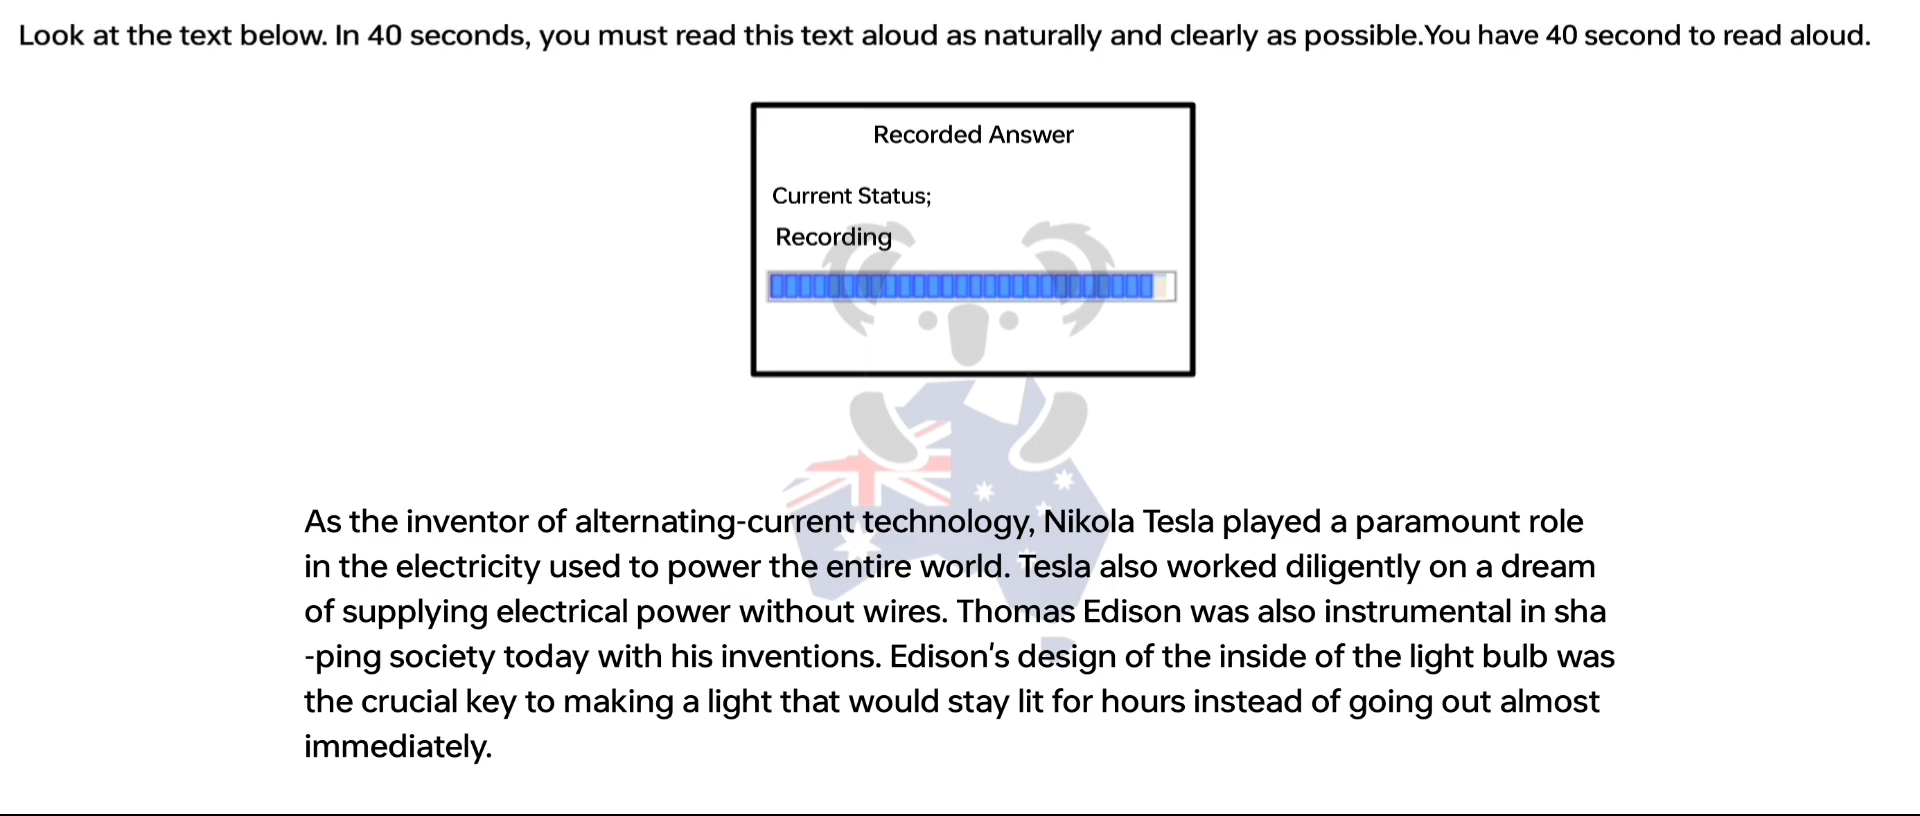 Look at the text below. In 40 seconds, you must read this text aloud as naturally and clearly as possible.You have 40 second to read aloud.
Recorded Answer
Current Status;
Recording
As the inventor of alternating-current technology, Nikola Tesla played a paramount role
in the electricity used to power the entire world. Tesla also worked diligently on a dream
of supplying electrical power without wires. Thomas Edison was also instrumental in sha
-ping society today with his inventions. Edison's design of the inside of the light bulb was
the crucial key to making a light that would stay lit for hours instead of going out almost
immediately.